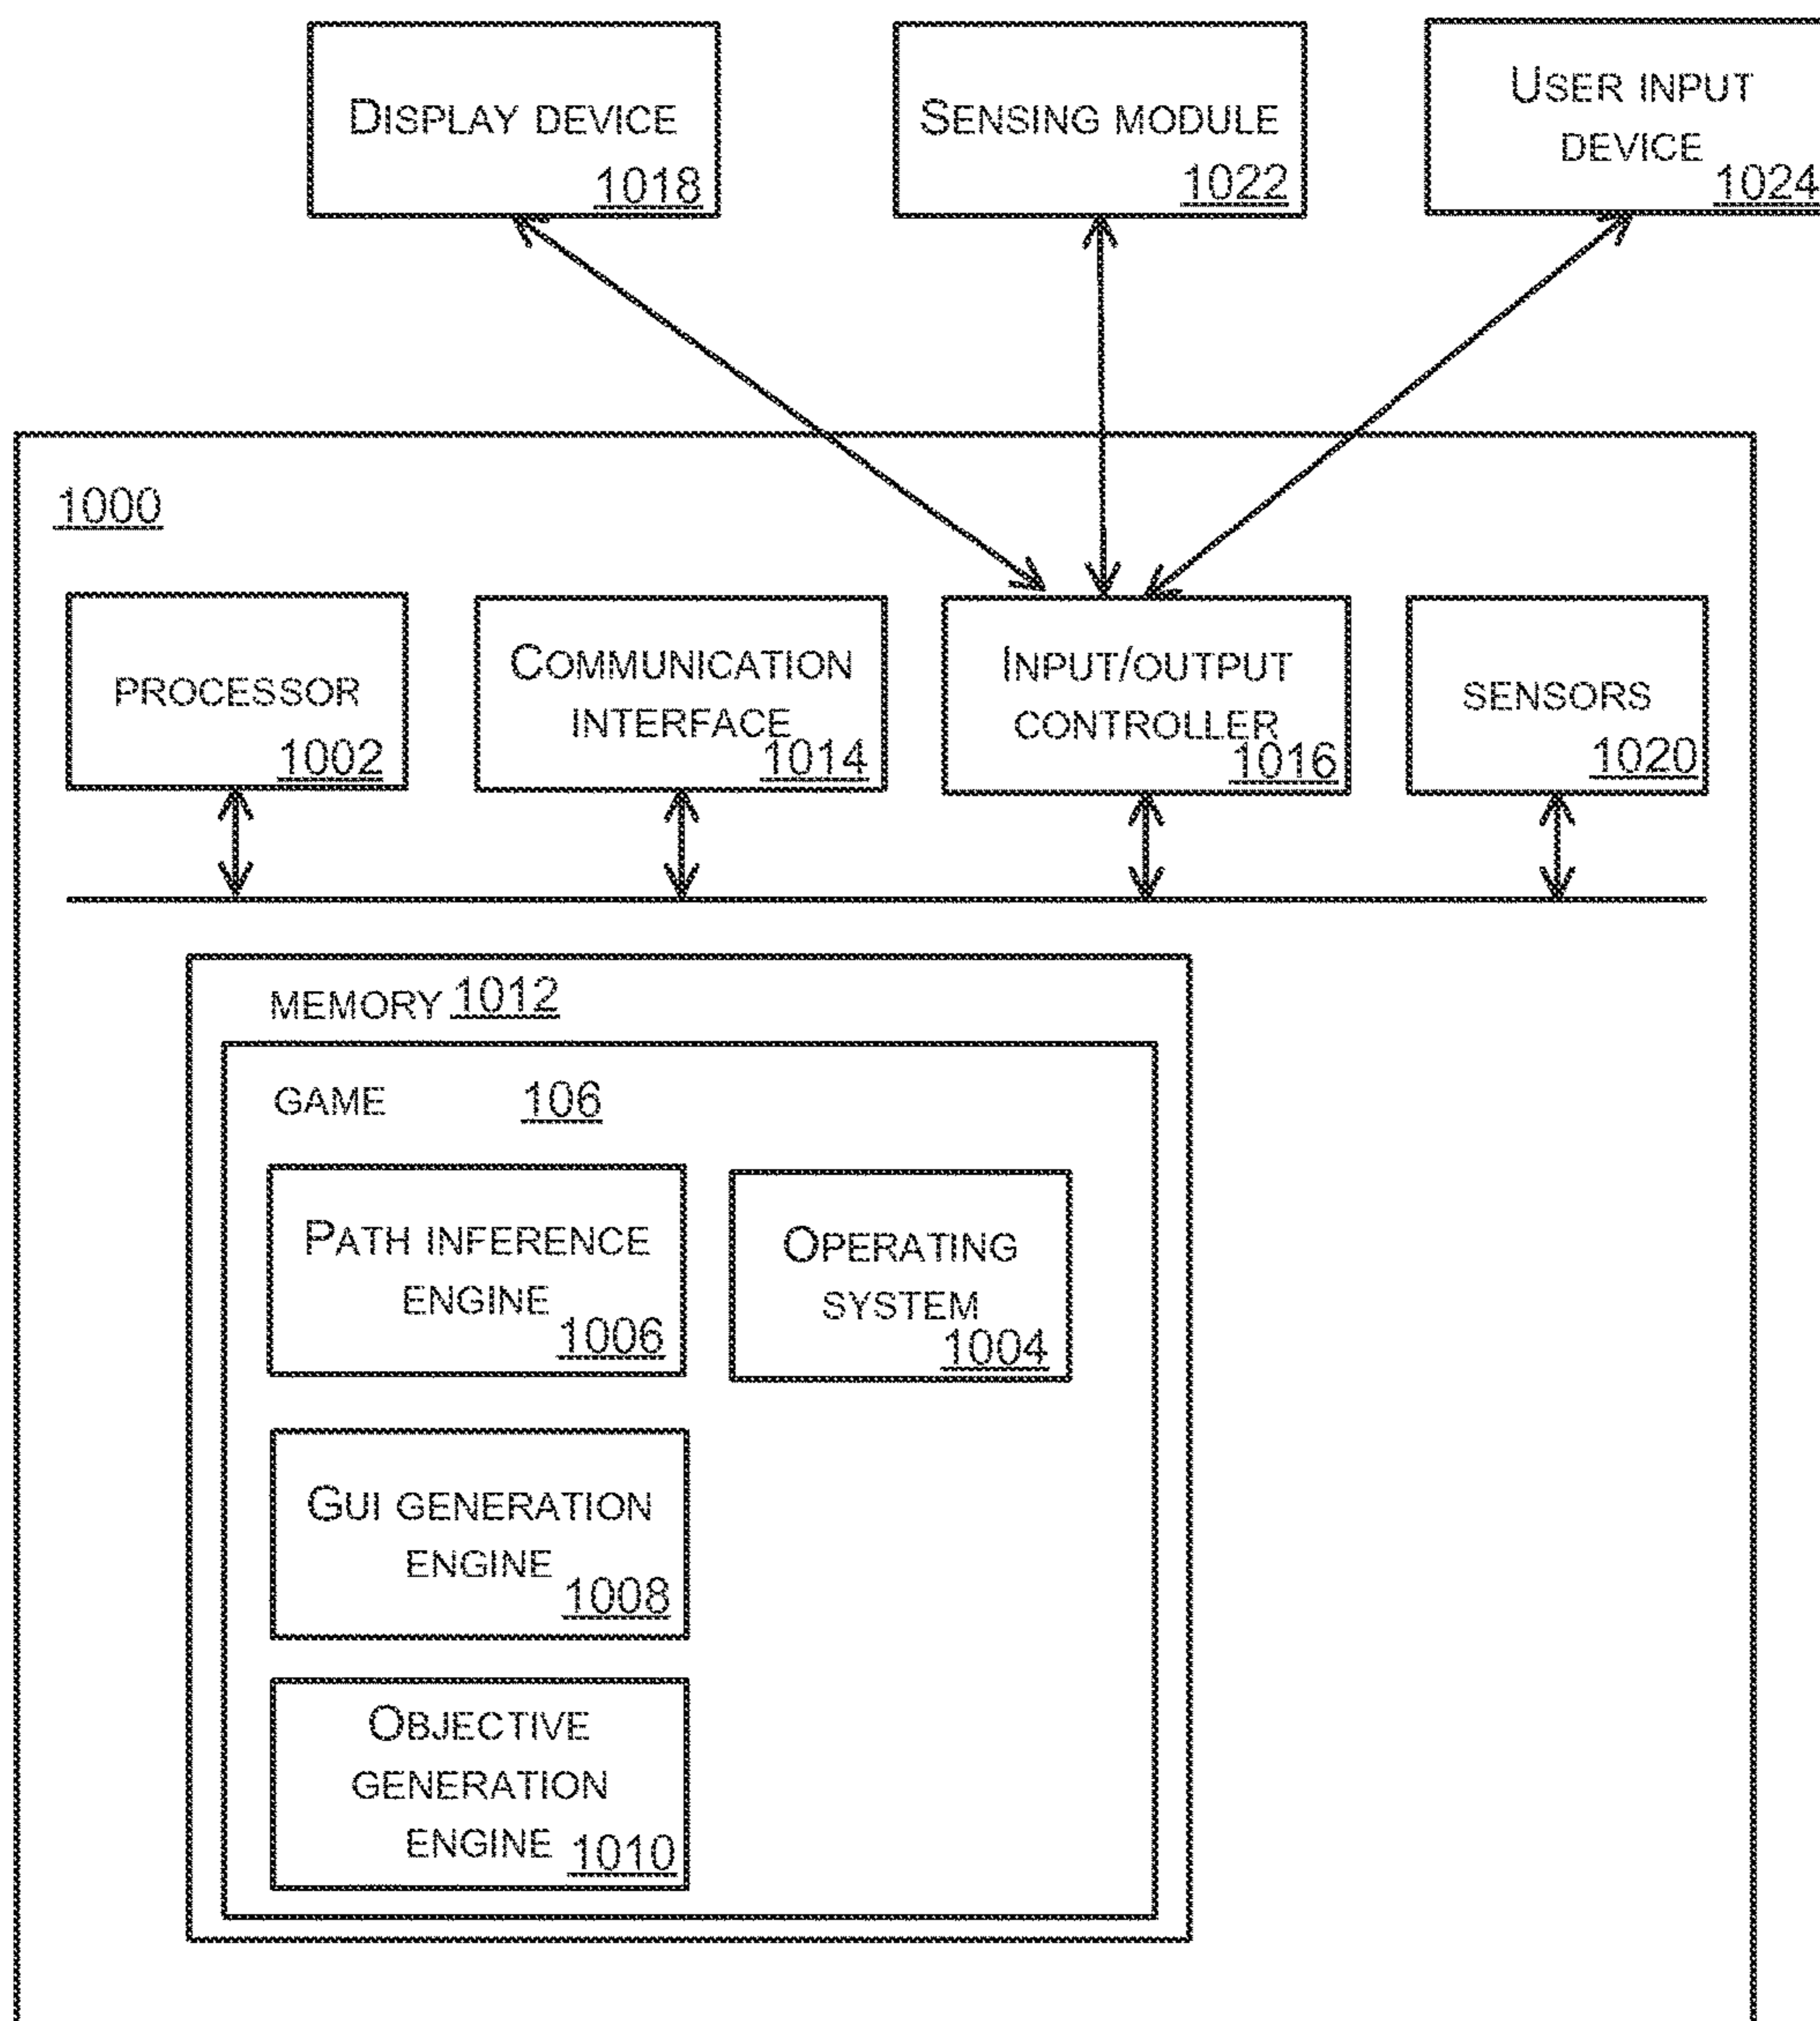 DISPLAY DEVICE
1018
SENSING MODULE
1022
USER INPUT
DEVICE
1024
1000
PROCESSOR
1002
COMMUNICATION
INTERFACE
1014
INPUT/OUTPUT
CONTROLLER
1016
SENSORS
1020
MEMORY 1012
GAME 106
PATH INFERENCE
ENGINE
1006
OPERATING
SYSTEM
1004
GUI GENERATION
ENGINE
1008
OBJECTIVE
GENERATION
ENGINE 1010